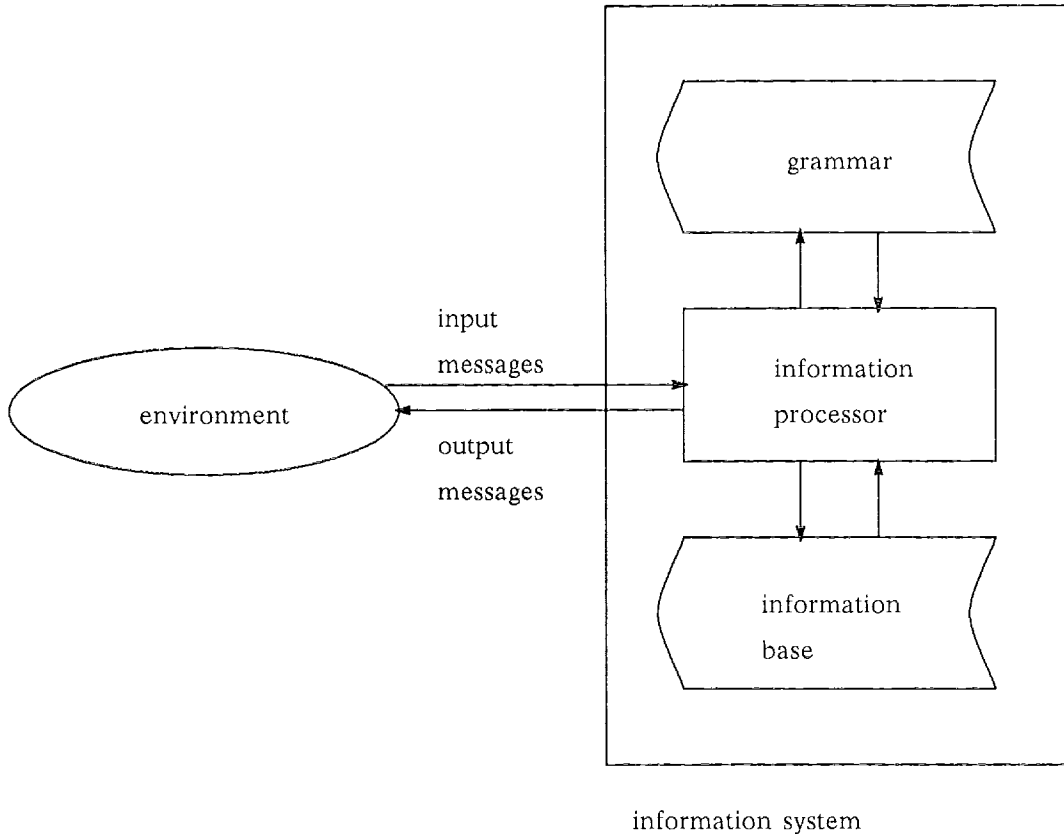 grammar
input
messages
information
processor
environment
output
messages
information
base
information system